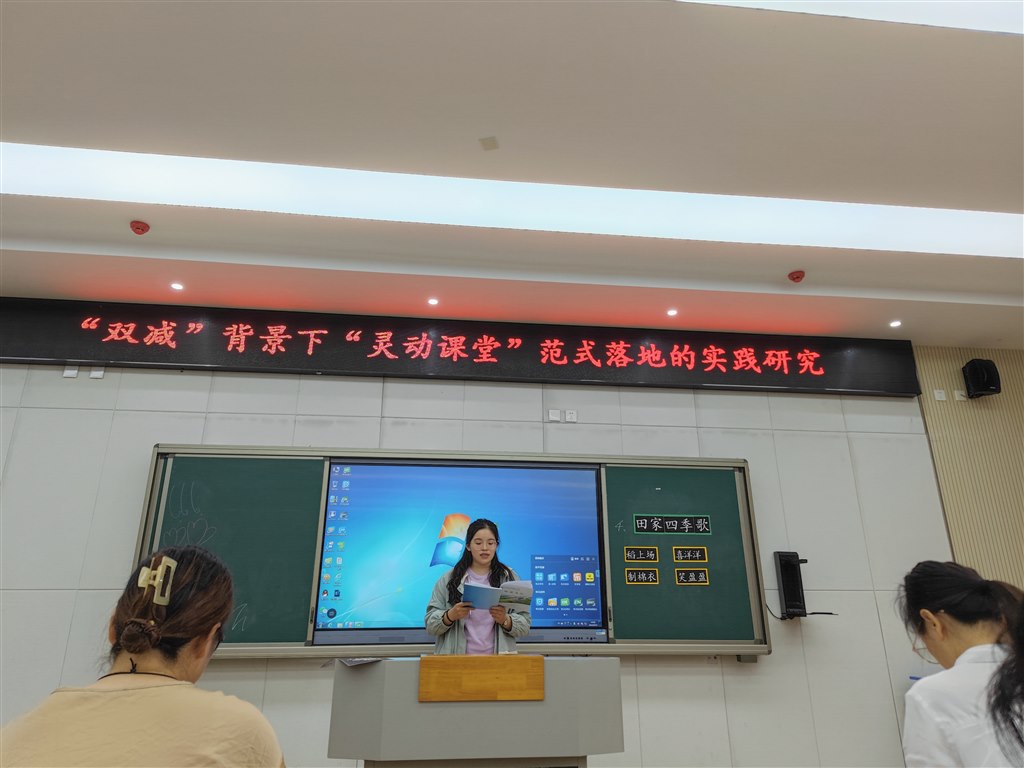 “双减”背景下“灵动课堂”范式落地的实践研究
4、田家四季歌
稻上场 喜洋洋
制棉衣 笑盈盈